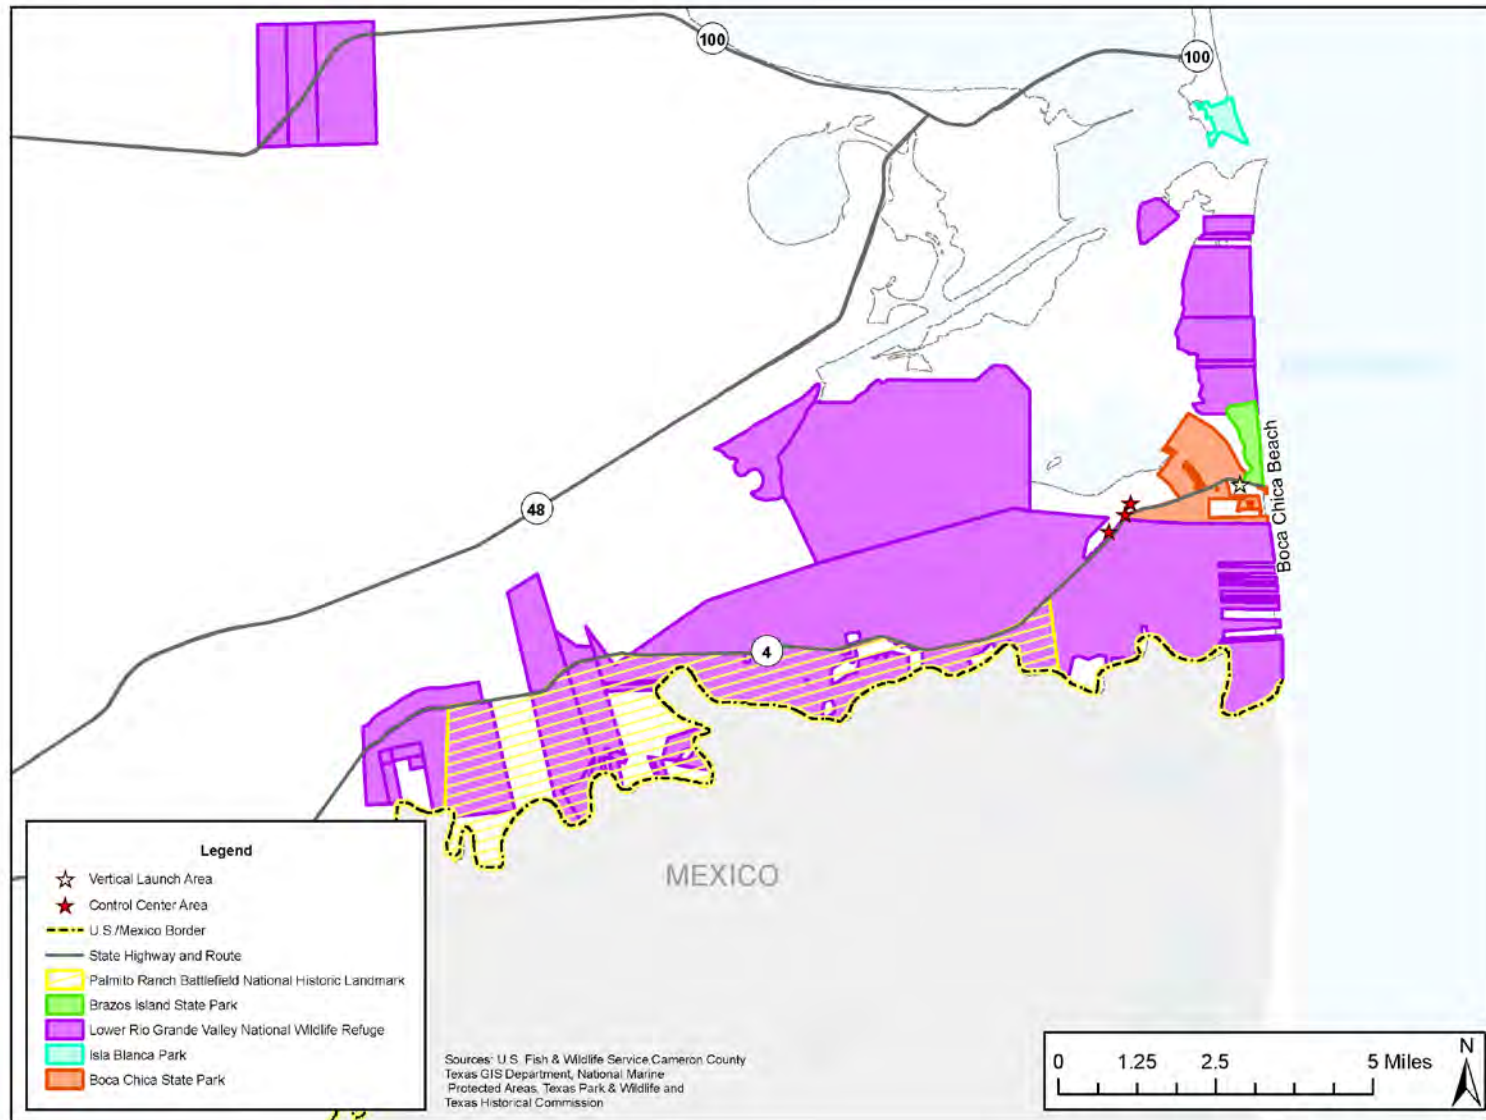 100
100
48
4
Boca Chica Beach
MEXICO
Legend
Vertical Launch Area
Control Center Area
U.S./Mexico Border
State Highway and Route
Palmito Ranch Battlefield National Historic Landmark
Brazos Island State Park
Lower Rio Grande Valley National Wildlife Refuge
Isla Blanca Park
Boca Chica State Park
Sources: U.S. Fish & Wildlife Service Cameron County
Texas GIS Department, National Marine
Protected Areas, Texas Park & Wildlife and
Texas Historical Commission
0 1.25 2.5 5 Miles
N